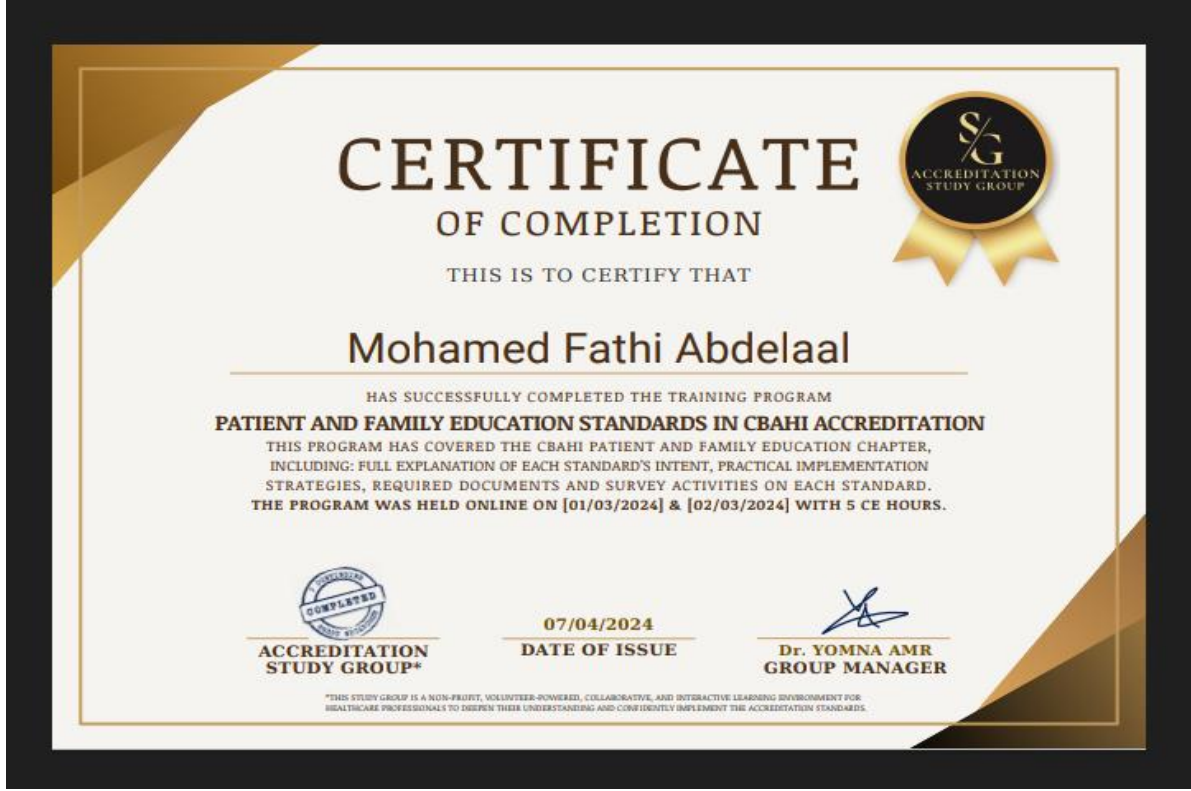 CERTIFICATE
OF COMPLETION
S/G
ACCREDITATION
STUDY GROUP
THIS IS TO CERTIFY THAT
Mohamed Fathi Abdelaal
HAS SUCCESSFULLY COMPLETED THE TRAINING PROGRAM
PATIENT AND FAMILY EDUCATION STANDARDS IN CBAHI ACCREDITATION
THIS PROGRAM HAS COVERED THE CBAHI PATIENT AND FAMILY EDUCATION CHAPTER,
INCLUDING: FULL EXPLANATION OF EACH STANDARD'S INTENT, PRACTICAL IMPLEMENTATION
STRATEGIES, REQUIRED DOCUMENTS AND SURVEY ACTIVITIES ON EACH STANDARD.
THE PROGRAM WAS HELD ONLINE ON [01/03/2024] & [02/03/2024] WITH 5 CE HOURS.
COMPLETED
ACCREDITATION
STUDY GROUP*
07/04/2024
DATE OF ISSUE
Dr. YOMNA AMR
GROUP MANAGER
*THIS STUDY GROUP IS A NON-PROFIT, VOLUNTEER-POWERED, COLLABORATIVE, AND INTERACTIVE LEARNING ENVIRONMENT FOR
HEALTHCARE PROFESSIONALS TO DEEPEN THEIR UNDERSTANDING AND CONFIDENTLY IMPLEMENT THE ACCREDITATION STANDARDS.